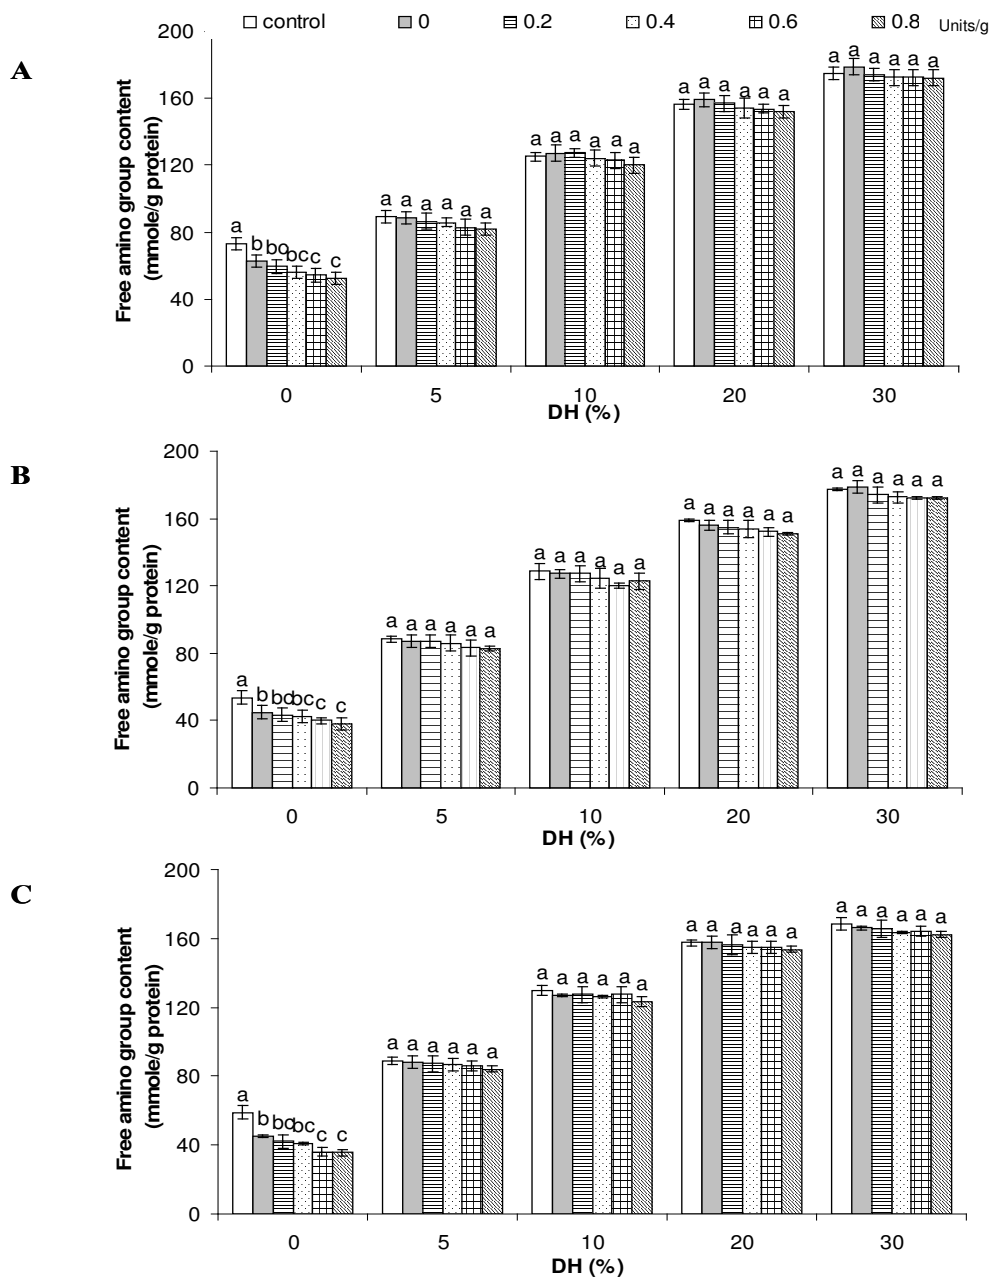 control 0 0.2 0.4 0.6 0.8 Units/g
A
Free amino group content
(mmole/g protein)
200
160
120
80
40
0
a b bc bc c c
a a a a a a
a a a a a a
a a a a a a
a a a a a a
0 5 10 20 30
DH (%)
B
Free amino group content
(mmole/g protein)
200
160
120
80
40
0
a b bc bc c c
a a a a a a
a a a a a a
a a a a a a
a a a a a a
0 5 10 20 30
DH (%)
C
Free amino group content
(mmole/g protein)
200
160
120
80
40
0
a b bc bc c c
a a a a a a
a a a a a a
a a a a a a
a a a a a a
0 5 10 20 30
DH (%)